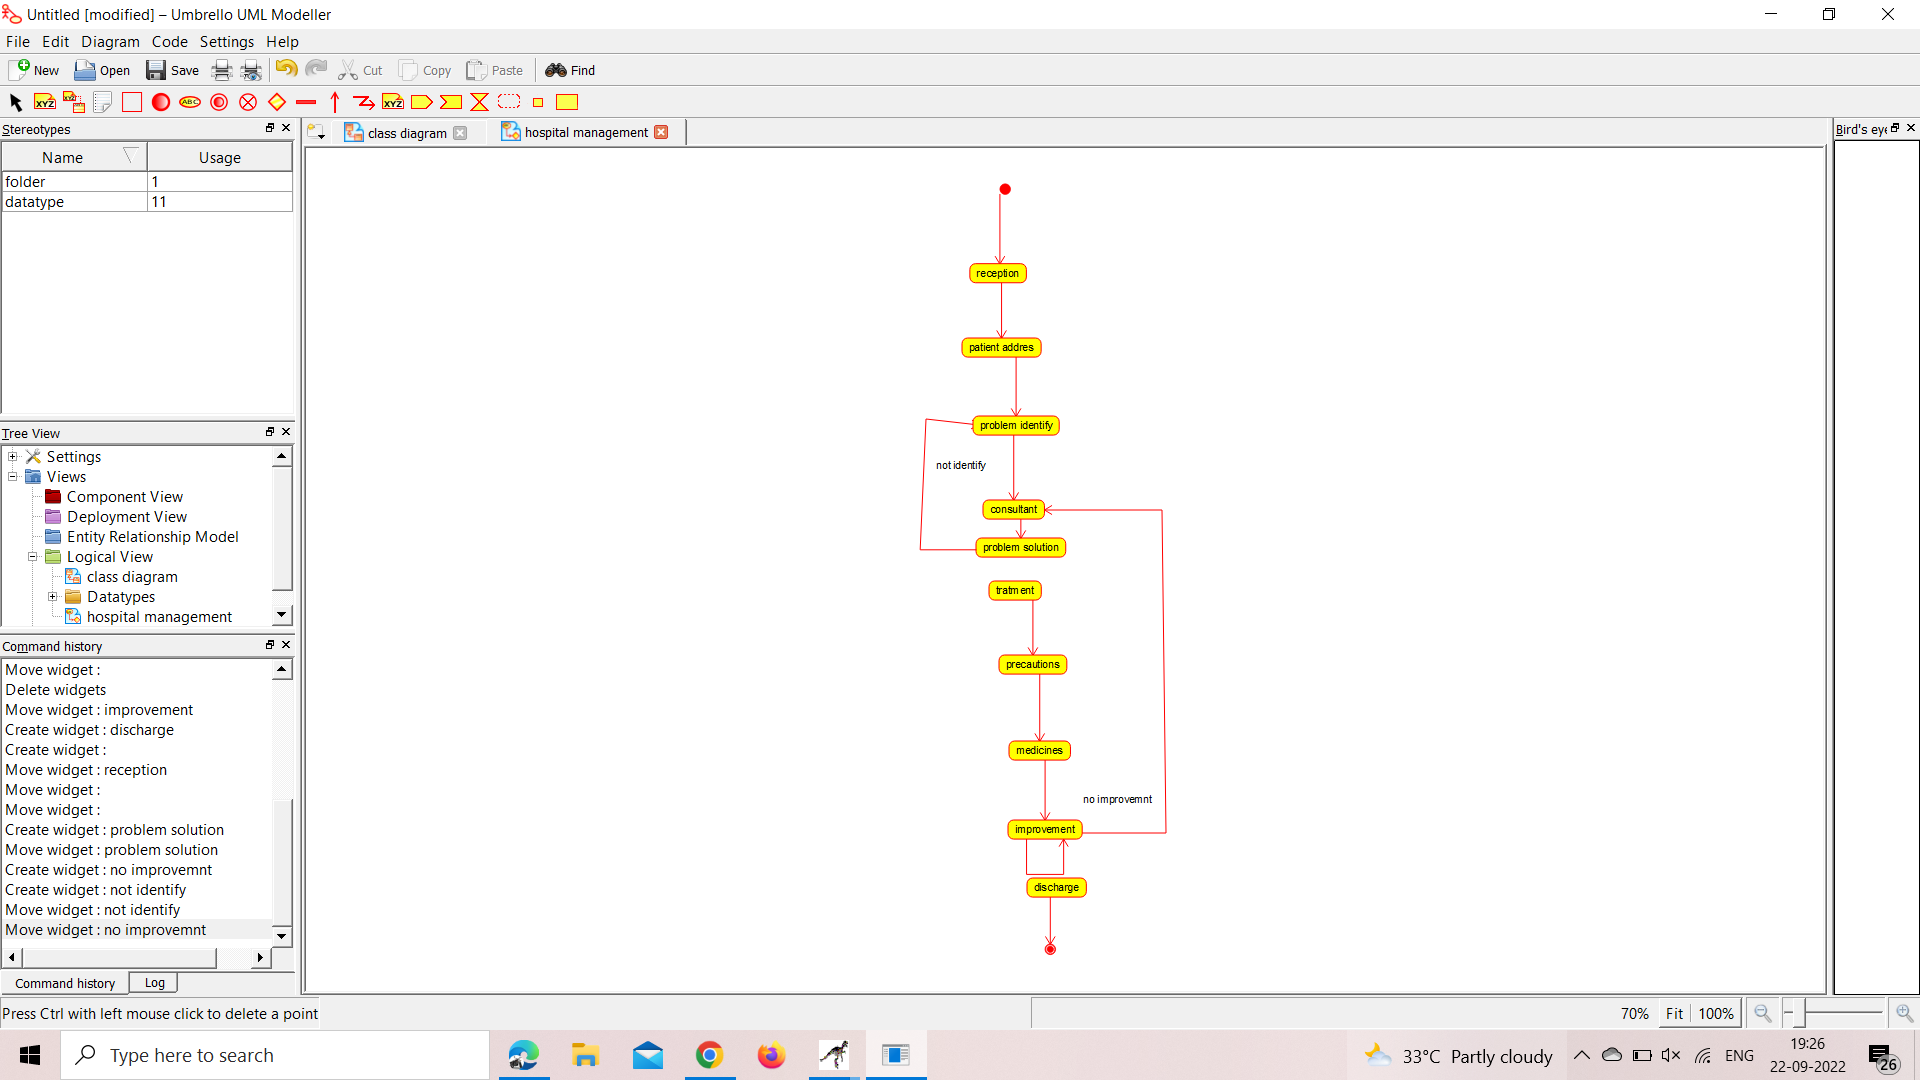 Untitled [modified] – Umbrello UML Modeller
File Edit Diagram Code Settings Help
New Open Save Cut Copy Paste Find
XYZ XYZ ABC XYZ
Stereotypes
Name Usage
folder 1
datatype 11
class diagram
hospital management
Bird's eye
reception
patient addres
problem identify
not identify
consultant
problem solution
tratment
precautions
medicines
no improvemnt
improvement
discharge
Tree View
Settings
Views
Component View
Deployment View
Entity Relationship Model
Logical View
class diagram
Datatypes
hospital management
Command history
Move widget :
Delete widgets
Move widget : improvement
Create widget : discharge
Create widget :
Move widget : reception
Move widget :
Move widget :
Create widget : problem solution
Move widget : problem solution
Create widget : no improvemnt
Create widget : not identify
Move widget : not identify
Move widget : no improvemnt
Command history Log
Press Ctrl with left mouse click to delete a point
70% Fit 100%
Type here to search
33°C Partly cloudy
ENG
19:26
22-09-2022
26